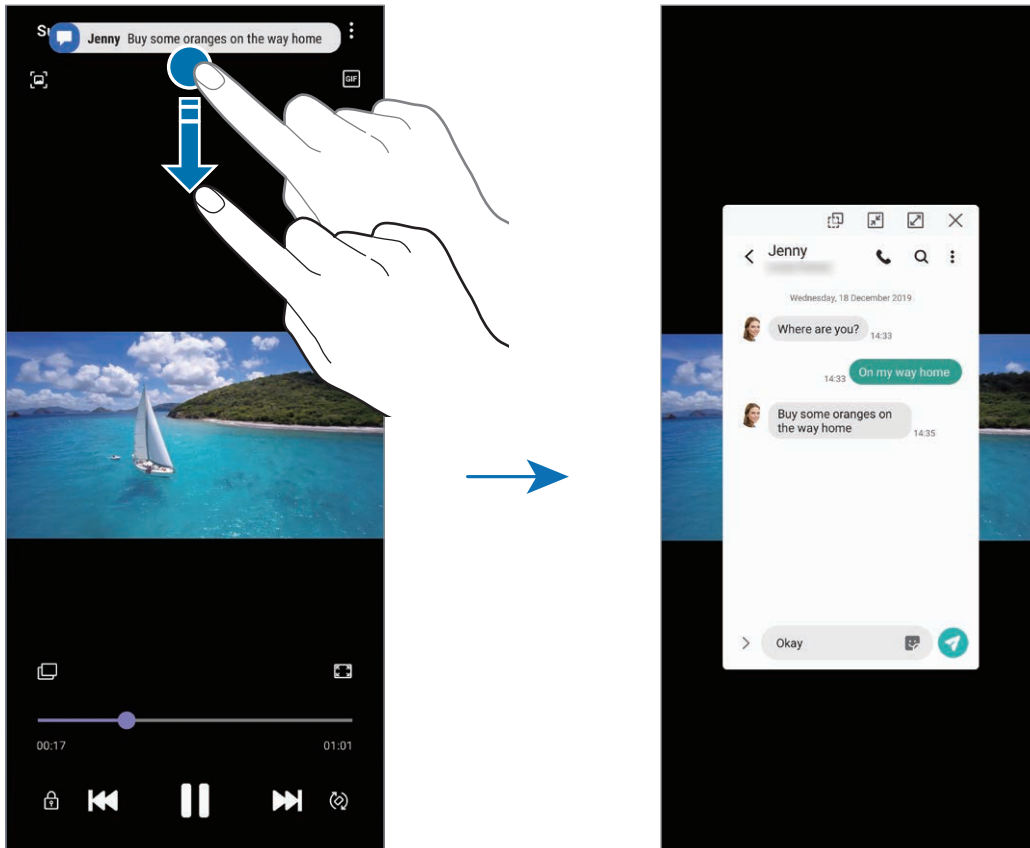 Jenny Buy some oranges on the way home
GIF
00:17
01:01
Jenny
Wednesday, 18 December 2019
Where are you?
14:33
14:33
On my way home
Buy some oranges on
the way home
14:35
Okay